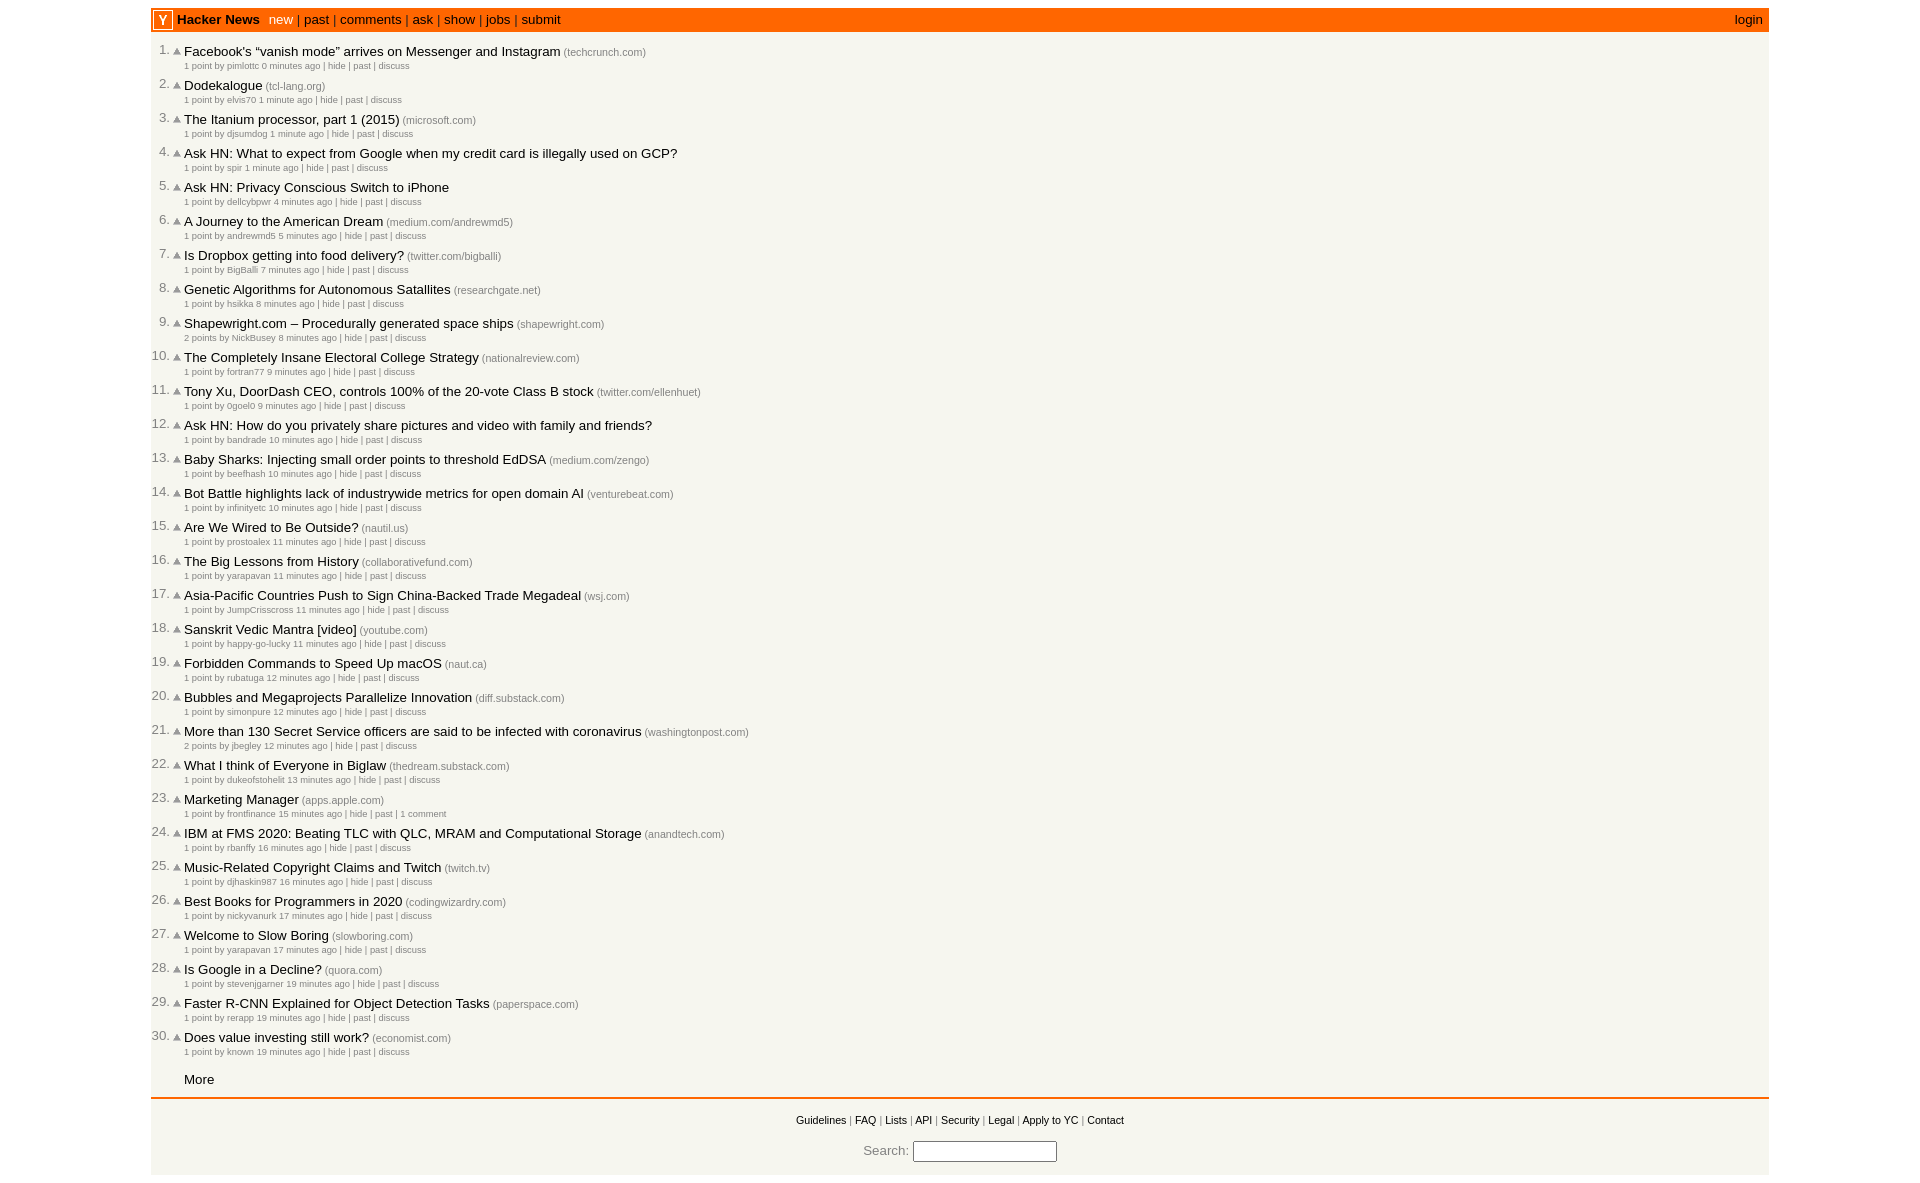 Y Hacker News new | past | comments | ask | show | jobs | submit login
1. Facebook's “vanish mode” arrives on Messenger and Instagram (techcrunch.com)
1 point by pimlottc 0 minutes ago | hide | past | discuss
2. Dodekalogue (tcl-lang.org)
1 point by elvis70 1 minute ago | hide | past | discuss
3. The Itanium processor, part 1 (2015) (microsoft.com)
1 point by djsumdog 1 minute ago | hide | past | discuss
4. Ask HN: What to expect from Google when my credit card is illegally used on GCP?
1 point by spir 1 minute ago | hide | past | discuss
5. Ask HN: Privacy Conscious Switch to iPhone
1 point by dellcybpwr 4 minutes ago | hide | past | discuss
6. A Journey to the American Dream (medium.com/andrewmd5)
1 point by andrewmd5 5 minutes ago | hide | past | discuss
7. Is Dropbox getting into food delivery? (twitter.com/bigballi)
1 point by BigBalli 7 minutes ago | hide | past | discuss
8. Genetic Algorithms for Autonomous Satallites (researchgate.net)
1 point by hsikka 8 minutes ago | hide | past | discuss
9. Shapewright.com – Procedurally generated space ships (shapewright.com)
2 points by NickBusey 8 minutes ago | hide | past | discuss
10. The Completely Insane Electoral College Strategy (nationalreview.com)
1 point by fortran77 9 minutes ago | hide | past | discuss
11. Tony Xu, DoorDash CEO, controls 100% of the 20-vote Class B stock (twitter.com/ellenhuet)
1 point by 0goel0 9 minutes ago | hide | past | discuss
12. Ask HN: How do you privately share pictures and video with family and friends?
1 point by bandrade 10 minutes ago | hide | past | discuss
13. Baby Sharks: Injecting small order points to threshold EdDSA (medium.com/zengo)
1 point by beefhash 10 minutes ago | hide | past | discuss
14. Bot Battle highlights lack of industrywide metrics for open domain AI (venturebeat.com)
1 point by infinityetc 10 minutes ago | hide | past | discuss
15. Are We Wired to Be Outside? (nautil.us)
1 point by prostoalex 11 minutes ago | hide | past | discuss
16. The Big Lessons from History (collaborativefund.com)
1 point by yarapavan 11 minutes ago | hide | past | discuss
17. Asia-Pacific Countries Push to Sign China-Backed Trade Megadeal (wsj.com)
1 point by JumpCrisscross 11 minutes ago | hide | past | discuss
18. Sanskrit Vedic Mantra [video] (youtube.com)
1 point by happy-go-lucky 11 minutes ago | hide | past | discuss
19. Forbidden Commands to Speed Up macOS (naut.ca)
1 point by rubatuga 12 minutes ago | hide | past | discuss
20. Bubbles and Megaprojects Parallelize Innovation (diff.substack.com)
1 point by simonpure 12 minutes ago | hide | past | discuss
21. More than 130 Secret Service officers are said to be infected with coronavirus (washingtonpost.com)
2 points by jbegley 12 minutes ago | hide | past | discuss
22. What I think of Everyone in Biglaw (thedream.substack.com)
1 point by dukeofstohelit 13 minutes ago | hide | past | discuss
23. Marketing Manager (apps.apple.com)
1 point by frontfinance 15 minutes ago | hide | past | 1 comment
24. IBM at FMS 2020: Beating TLC with QLC, MRAM and Computational Storage (anandtech.com)
1 point by rbanffy 16 minutes ago | hide | past | discuss
25. Music-Related Copyright Claims and Twitch (twitch.tv)
1 point by djhaskin987 16 minutes ago | hide | past | discuss
26. Best Books for Programmers in 2020 (codingwizardry.com)
1 point by nickyvanurk 17 minutes ago | hide | past | discuss
27. Welcome to Slow Boring (slowboring.com)
1 point by yarapavan 17 minutes ago | hide | past | discuss
28. Is Google in a Decline? (quora.com)
1 point by stevenjgarner 19 minutes ago | hide | past | discuss
29. Faster R-CNN Explained for Object Detection Tasks (paperspace.com)
1 point by rerapp 19 minutes ago | hide | past | discuss
30. Does value investing still work? (economist.com)
1 point by known 19 minutes ago | hide | past | discuss
More
Guidelines | FAQ | Lists | API | Security | Legal | Apply to YC | Contact
Search: